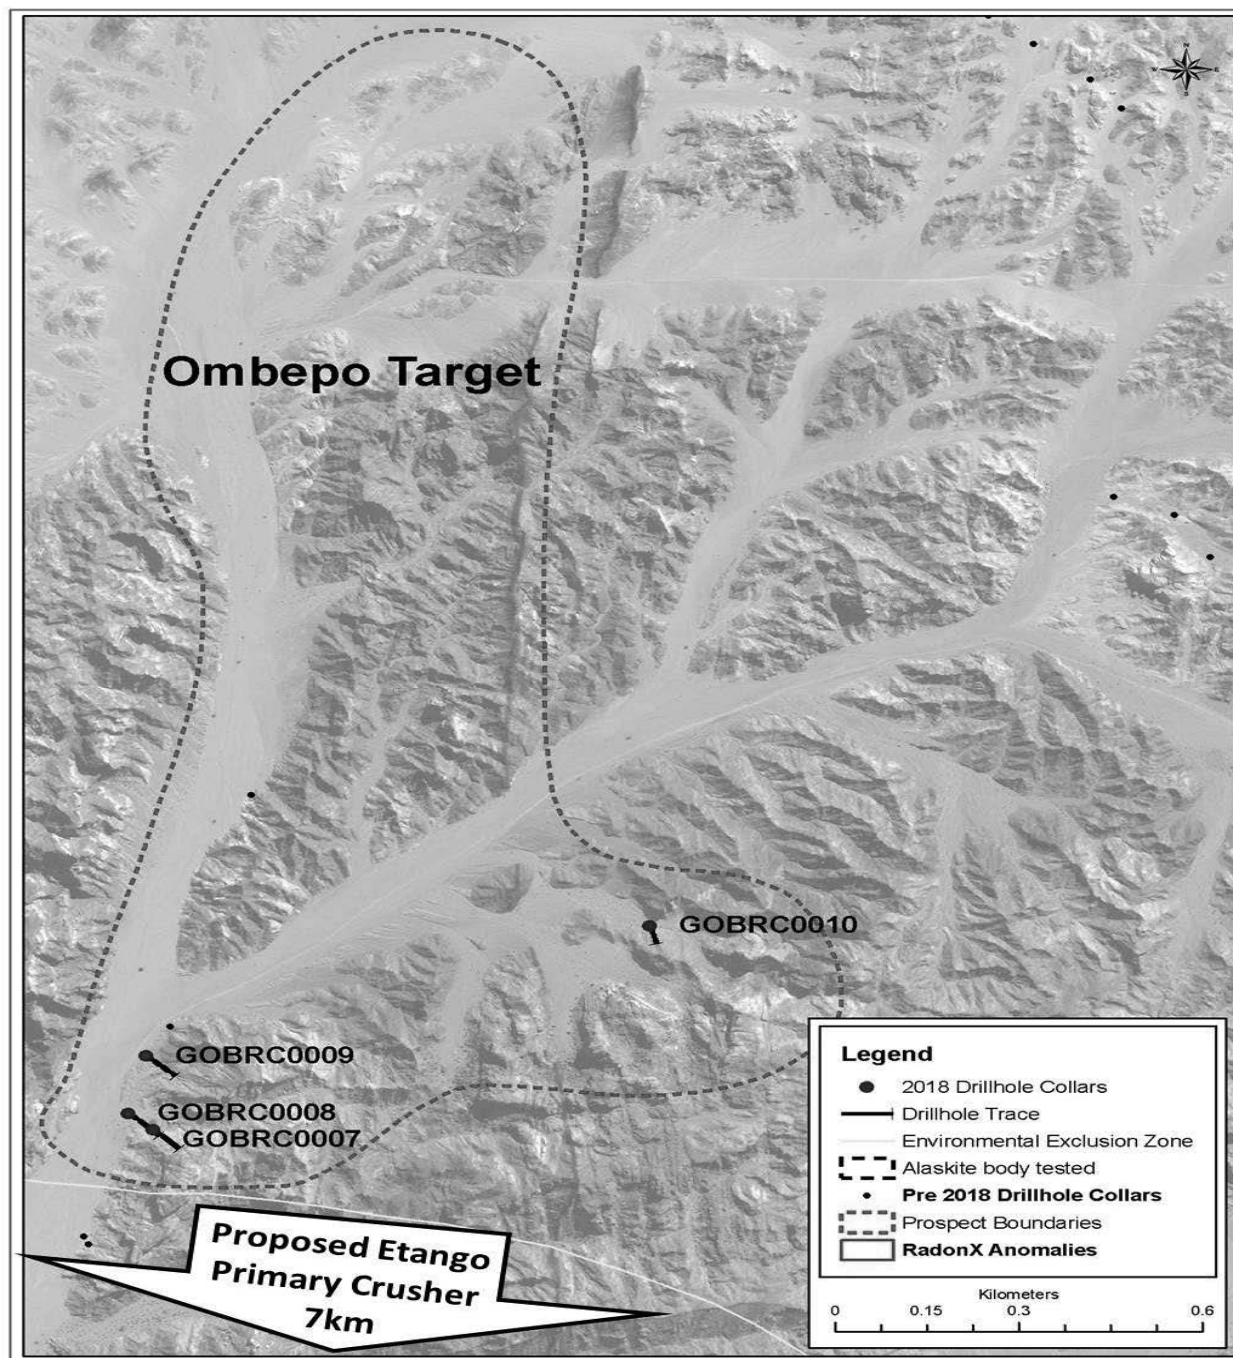 N
W E
S
Ombepo Target
GOBRC0010
GOBRC0009
GOBRC0008
GOBRC0007
Proposed Etango
Primary Crusher
7km
Legend
2018 Drillhole Collars
Drillhole Trace
Environmental Exclusion Zone
Alaskite body tested
Pre 2018 Drillhole Collars
Prospect Boundaries
RadonX Anomalies
Kilometers
0 0.15 0.3 0.6